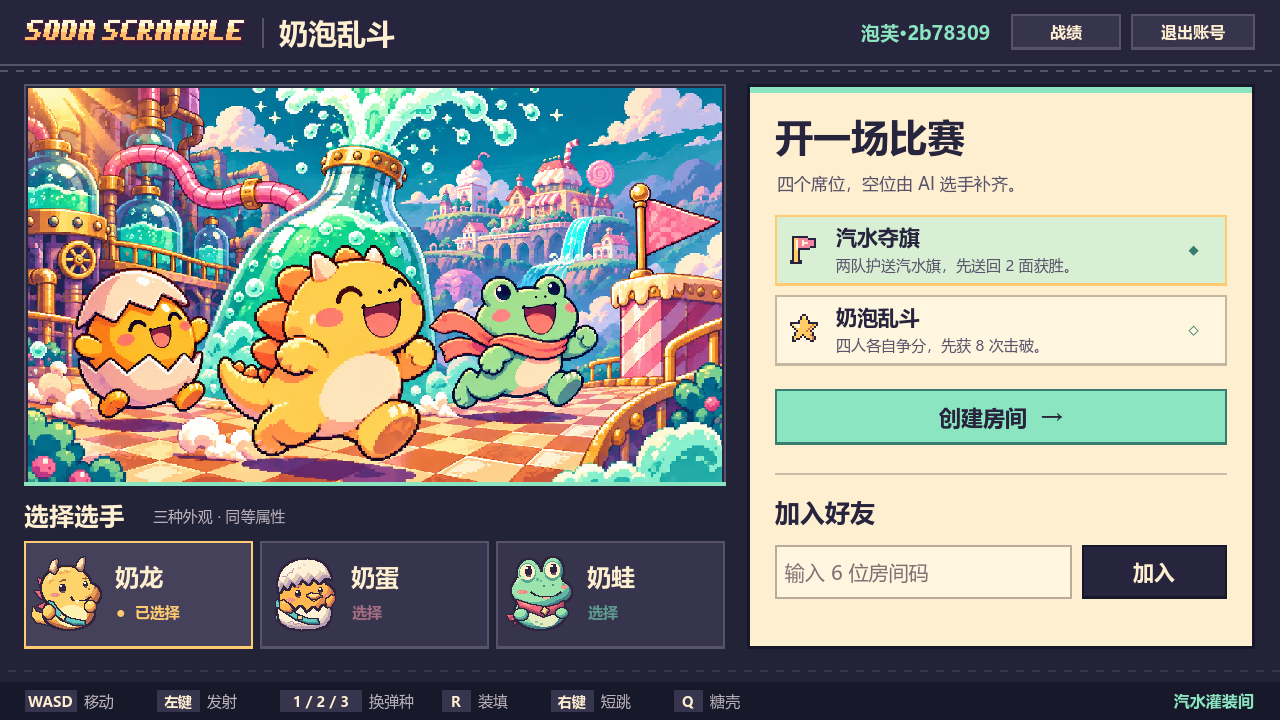 SODA SCRAMBLE 奶泡乱斗
泡芙•2b78309 战绩 退出账号
开一场比赛
四个席位，空位由 AI 选手补齐。
汽水夺旗
两队护送汽水旗，先送回 2 面获胜。
奶泡乱斗
四人各自争分，先获 8 次击破。
创建房间 →
加入好友
输入 6 位房间码 加入
选择选手 三种外观 · 同等属性
奶龙
• 已选择
奶蛋
选择
奶蛙
选择
WASD 移动 左键 发射 1 / 2 / 3 换弹种 R 装填 右键 短跳 Q 糖壳 汽水灌装间